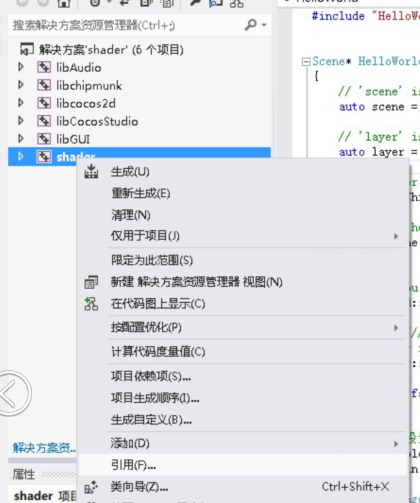 HelloWorld
搜索解决方案资源管理器(Ctrl+;)
#include "HelloWo
解决方案'shader' (6 个项目)
libAudio
libchipmunk
libcocos2d
libCocosStudio
libGUI
shader
Scene* HelloWorl
{
// 'scene' is
auto scene =
// 'layer' is
auto layer =
生成(U)
重新生成(E)
清理(N)
仅用于项目(J)
限定为此范围(S)
新建 解决方案资源管理器 视图(N)
在代码图上显示(C)
按配置优化(P)
计算代码度量值(C)
项目依赖项(S)...
项目生成顺序(I)...
生成自定义(B)...
添加(D)
引用(F)...
类向导(Z)... Ctrl+Shift+X
解决方案资...
属性
shader 项目